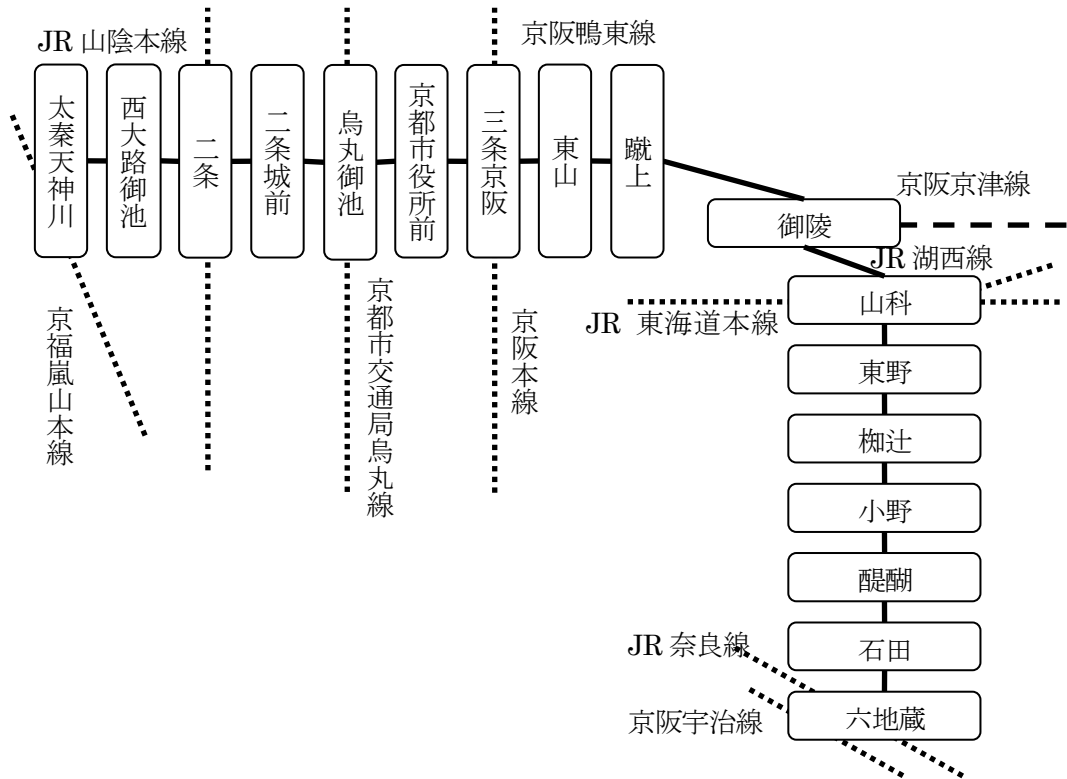 JR 山陰本線
京阪鴨東線
太秦天神川
西大路御池
二条
二条城前
烏丸御池
京都市役所前
三条京阪
東山
蹴上
京阪京津線
御陵
JR 湖西線
山科
JR 東海道本線
京福嵐山本線
京都市交通局烏丸線
京阪本線
東野
椥辻
小野
醍醐
JR 奈良線
石田
京阪宇治線
六地蔵